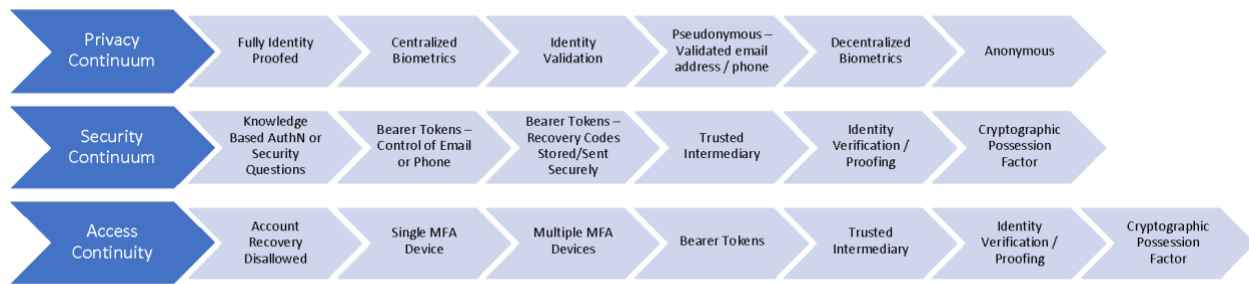 Privacy
Continuum
Fully Identity
Proofed
Centralized
Biometrics
Identity
Validation
Pseudonymous –
Validated email
address / phone
Decentralized
Biometrics
Anonymous
Security
Continuum
Knowledge
Based AuthN or
Security
Questions
Bearer Tokens –
Control of Email
or Phone
Bearer Tokens –
Recovery Codes
Stored/Sent
Securely
Trusted
Intermediary
Identity
Verification /
Proofing
Cryptographic
Possession
Factor
Access
Continuity
Account
Recovery
Disallowed
Single MFA
Device
Multiple MFA
Devices
Bearer Tokens
Trusted
Intermediary
Identity
Verification /
Proofing
Cryptographic
Possession
Factor